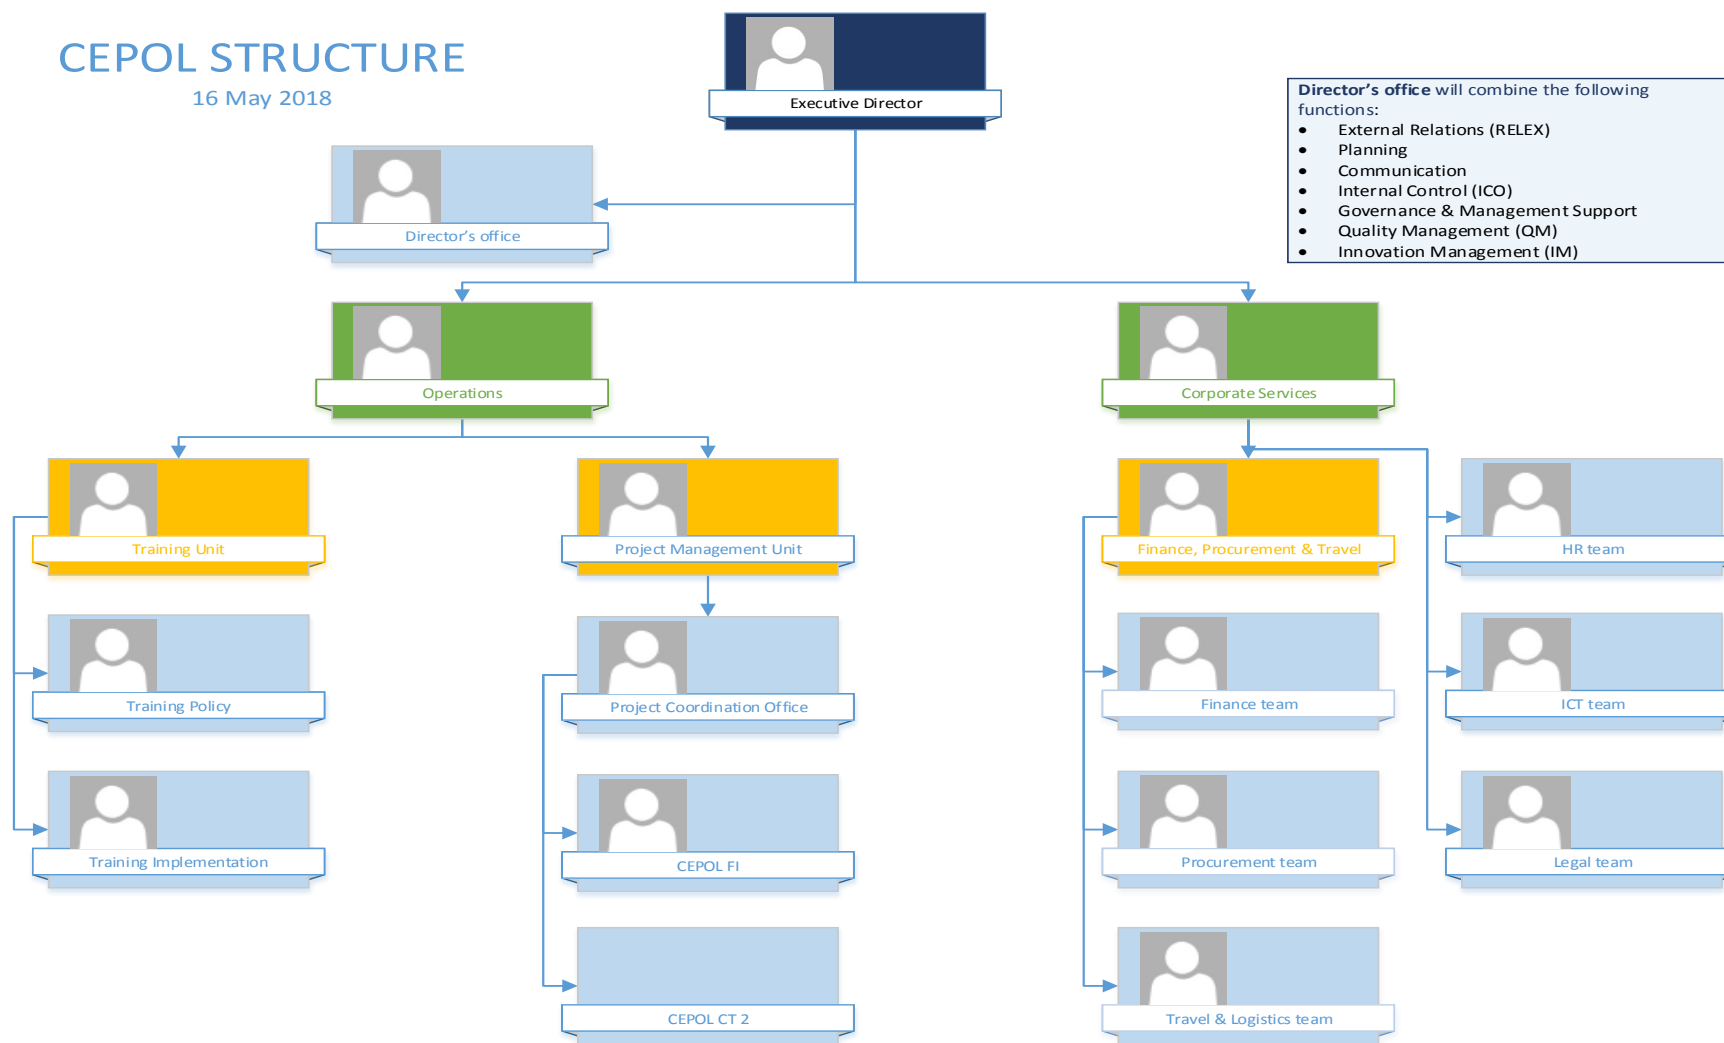 CEPOL STRUCTURE
16 May 2018
Executive Director
Director's office will combine the following
functions:
• External Relations (RELEX)
• Planning
• Communication
• Internal Control (ICO)
• Governance & Management Support
• Quality Management (QM)
• Innovation Management (IM)
Director's office
Operations
Corporate Services
Training Unit
Project Management Unit
Finance, Procurement & Travel
HR team
Training Policy
Project Coordination Office
Finance team
ICT team
Training Implementation
CEPOL FI
Procurement team
Legal team
CEPOL CT 2
Travel & Logistics team